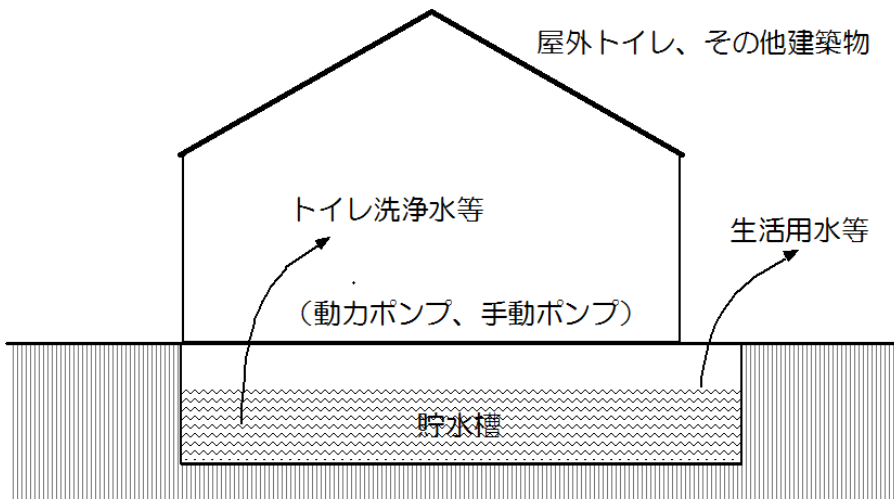 屋外トイレ、その他建築物
トイレ洗浄水等
生活用水等
（動力ポンプ、手動ポンプ）
貯水槽